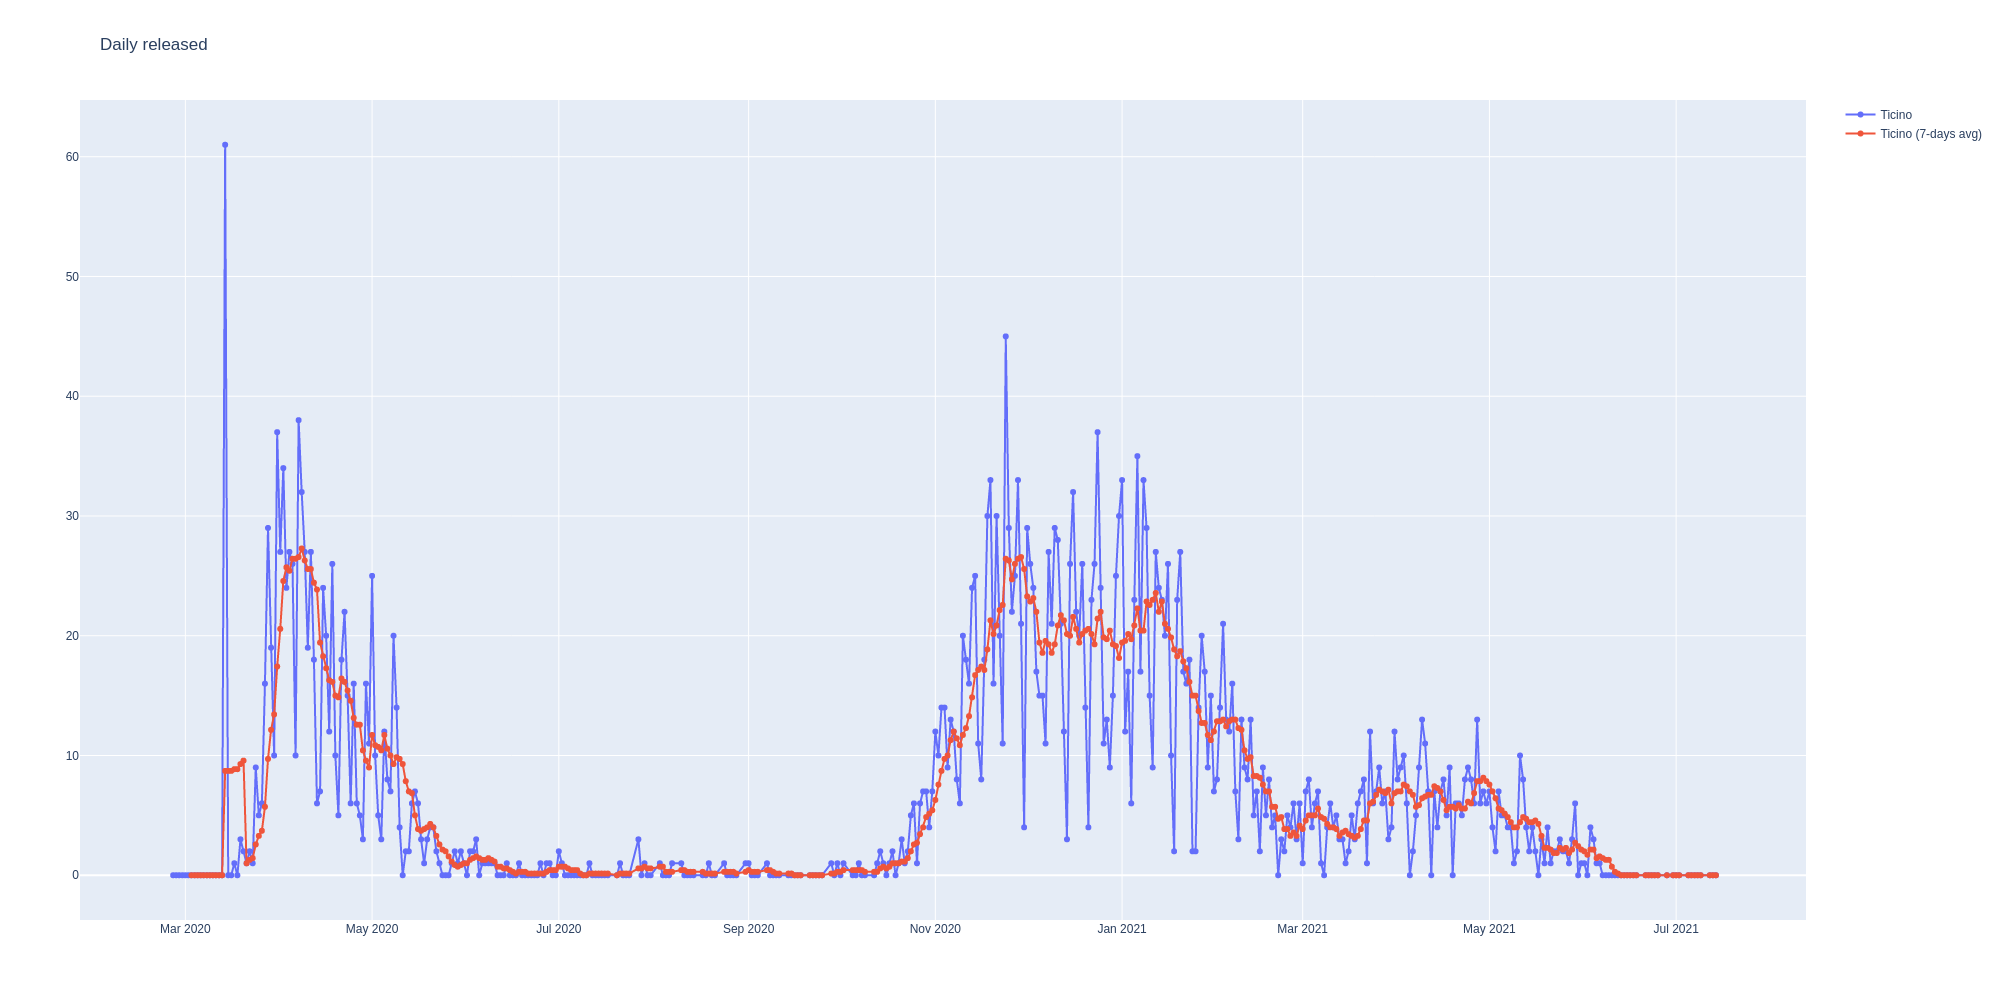 Daily released
Ticino
Ticino (7-days avg)
60
50
40
30
20
10
0
Mar 2020
May 2020
Jul 2020
Sep 2020
Nov 2020
Jan 2021
Mar 2021
May 2021
Jul 2021